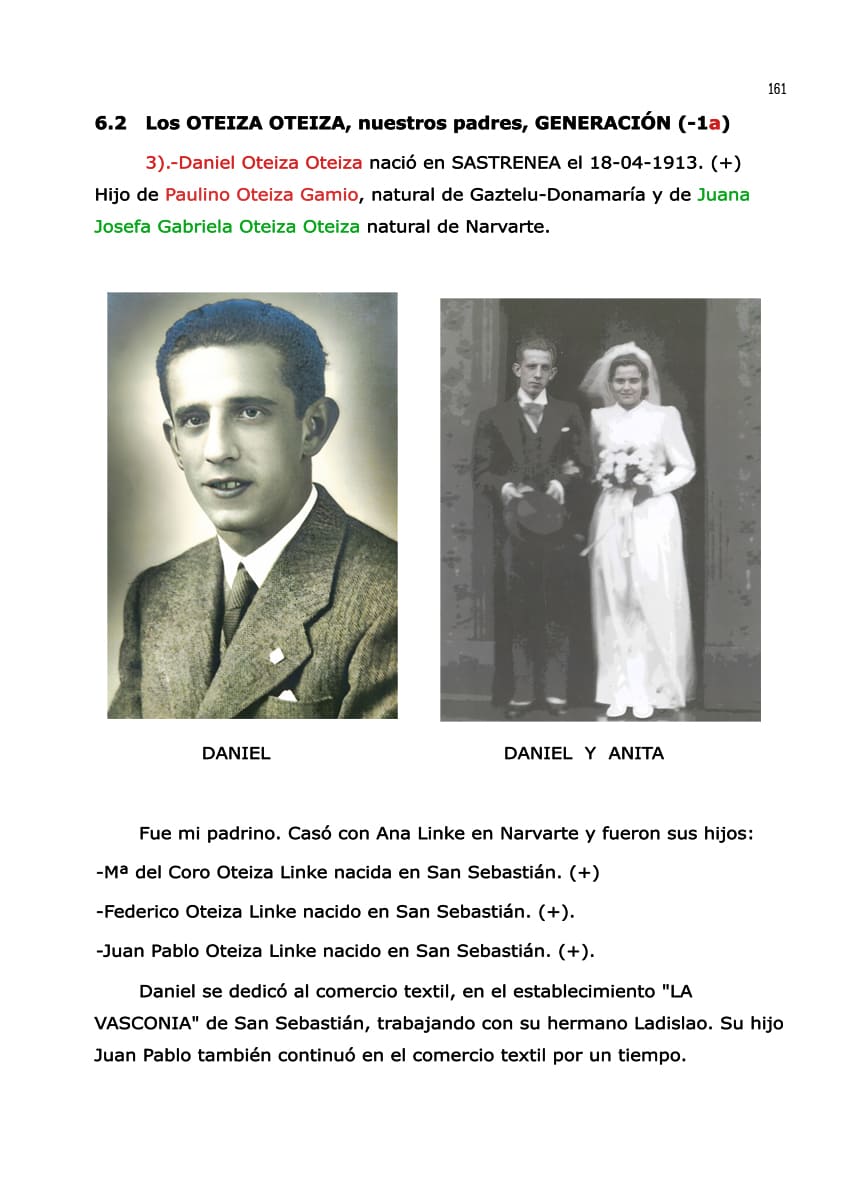 161
6.2 Los OTEIZA OTEIZA, nuestros padres, GENERACIÓN (-1a)
3).-Daniel Oteiza Oteiza nació en SASTRENEA el 18-04-1913. (+)
Hijo de Paulino Oteiza Gamio, natural de Gaztelu-Donamaría y de Juana
Josefa Gabriela Oteiza Oteiza natural de Narvarte.
DANIEL
DANIEL Y ANITA
Fue mi padrino. Casó con Ana Linke en Narvarte y fueron sus hijos:
-Mª del Coro Oteiza Linke nacida en San Sebastián. (+)
-Federico Oteiza Linke nacido en San Sebastián. (+).
-Juan Pablo Oteiza Linke nacido en San Sebastián. (+).
Daniel se dedicó al comercio textil, en el establecimiento "LA
VASCONIA" de San Sebastián, trabajando con su hermano Ladislao. Su hijo
Juan Pablo también continuó en el comercio textil por un tiempo.